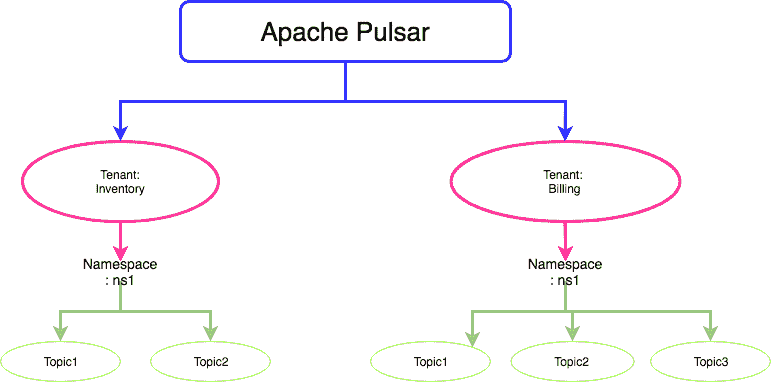 Apache Pulsar
Tenant:
Inventory
Tenant:
Billing
Namespace
: ns1
Namespace
: ns1
Topic1
Topic2
Topic1
Topic2
Topic3